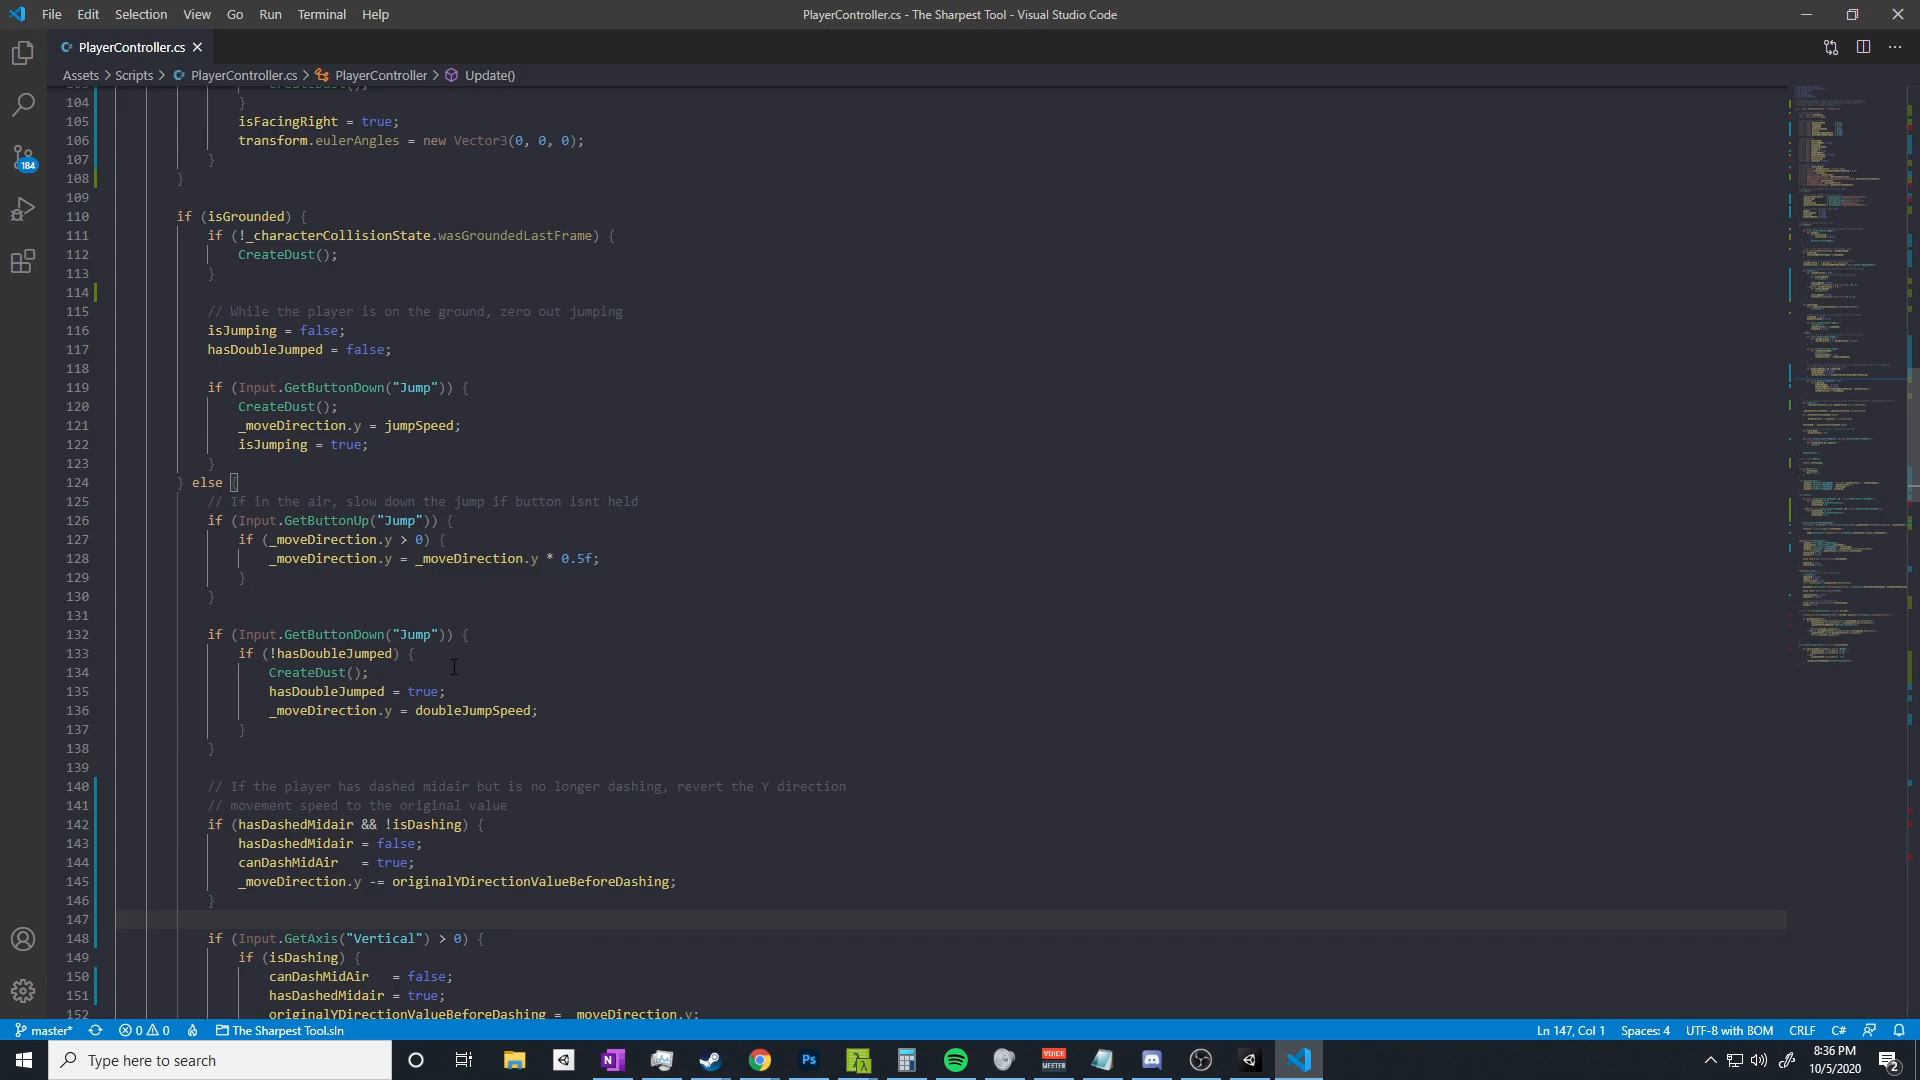 File Edit Selection View Go Run Terminal Help
PlayerController.cs - The Sharpest Tool - Visual Studio Code
PlayerController.cs
Assets > Scripts > PlayerController.cs > PlayerController > Update()
104 }
105 isFacingRight = true;
106 transform.eulerAngles = new Vector3(0, 0, 0);
107 }
108 }
109
110 if (isGrounded) {
111 if (!_characterCollisionState.wasGroundedLastFrame) {
112 CreateDust();
113 }
114
115 // While the player is on the ground, zero out jumping
116 isJumping = false;
117 hasDoubleJumped = false;
118
119 if (Input.GetButtonDown("Jump")) {
120 CreateDust();
121 _moveDirection.y = jumpSpeed;
122 isJumping = true;
123 }
124 } else {
125 // If in the air, slow down the jump if button isnt held
126 if (Input.GetButtonUp("Jump")) {
127 if (_moveDirection.y > 0) {
128 _moveDirection.y = _moveDirection.y * 0.5f;
129 }
130 }
131
132 if (Input.GetButtonDown("Jump")) {
133 if (!hasDoubleJumped) {
134 CreateDust();
135 hasDoubleJumped = true;
136 _moveDirection.y = doubleJumpSpeed;
137 }
138 }
139
140 // If the player has dashed midair but is no longer dashing, revert the Y direction
141 // movement speed to the original value
142 if (hasDashedMidair && !isDashing) {
143 hasDashedMidair = false;
144 canDashMidAir = true;
145 _moveDirection.y -= originalYDirectionValueBeforeDashing;
146 }
147
148 if (Input.GetAxis("Vertical") > 0) {
149 if (isDashing) {
150 canDashMidAir = false;
151 hasDashedMidair = true;
152 originalYDirectionValueBeforeDashing = _moveDirection.y;
184
master* 0 0 The Sharpest Tool.sln Ln 147, Col 1 Spaces: 4 UTF-8 with BOM CRLF C#
Type here to search
Ps
VOICE MEETER
8:36 PM
10/5/2020
2